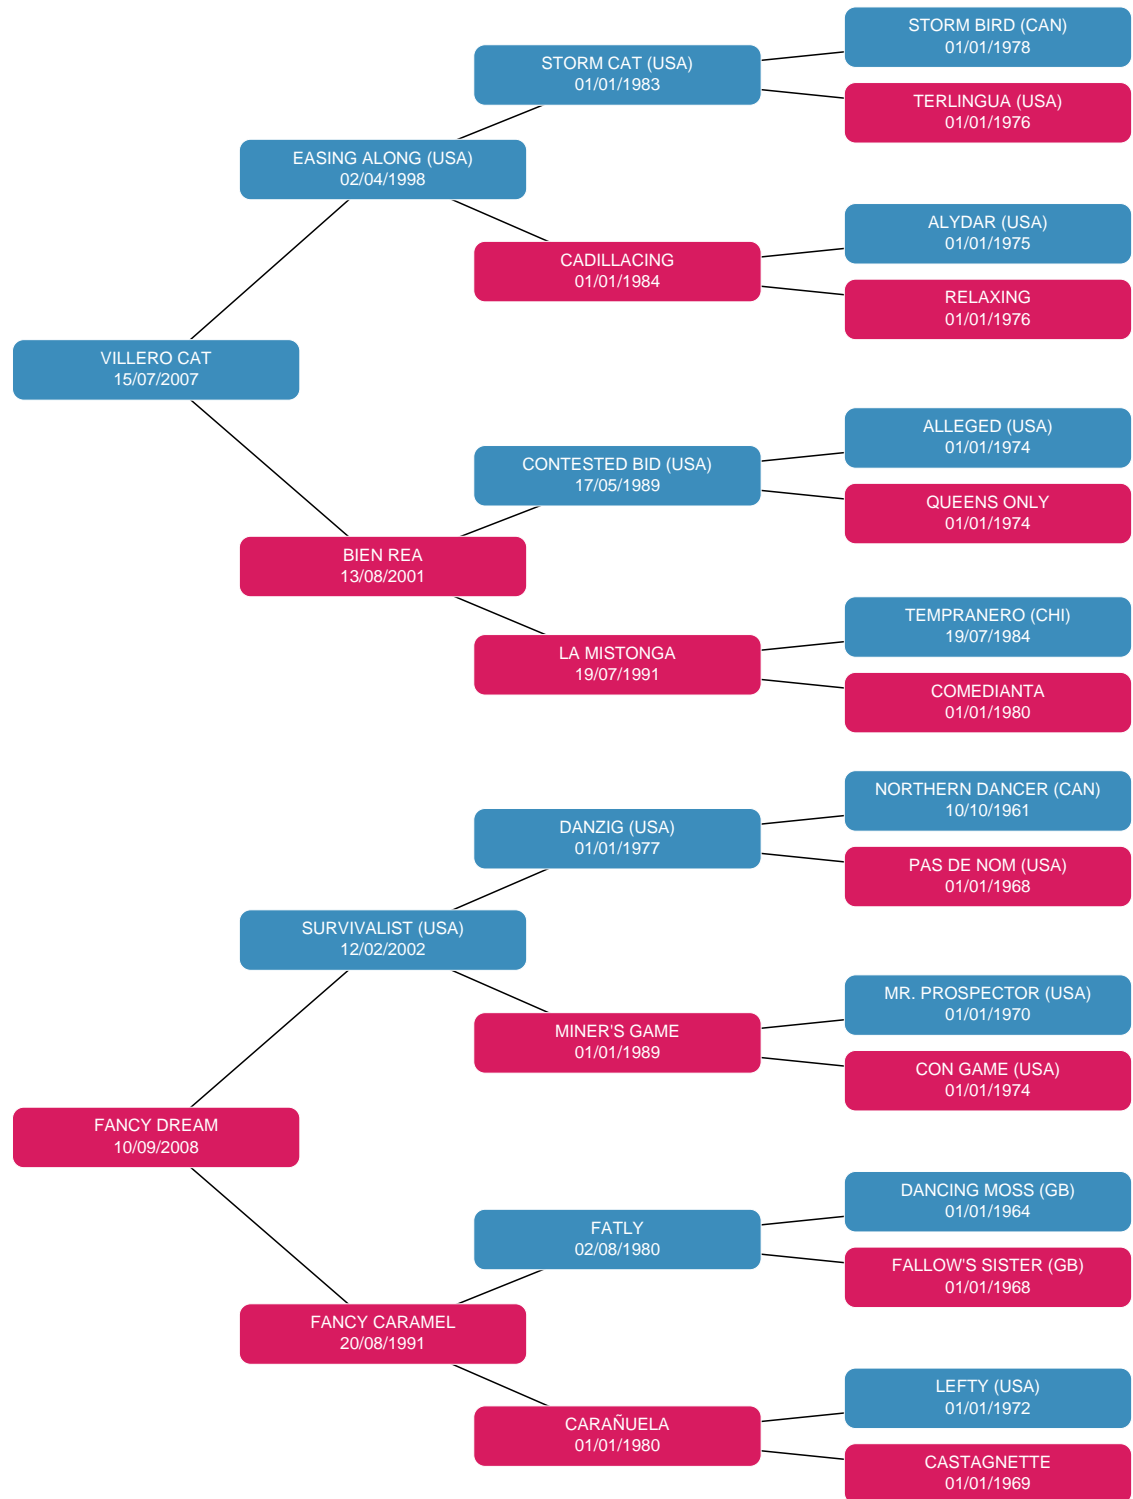 STORM BIRD (CAN)
01/01/1978
STORM CAT (USA)
01/01/1983
TERLINGUA (USA)
01/01/1976
EASING ALONG (USA)
02/04/1998
ALYDAR (USA)
01/01/1975
CADILLACING
01/01/1984
RELAXING
01/01/1976
VILLERO CAT
15/07/2007
ALLEGED (USA)
01/01/1974
CONTESTED BID (USA)
17/05/1989
QUEENS ONLY
01/01/1974
BIEN REA
13/08/2001
TEMPRANERO (CHI)
19/07/1984
LA MISTONGA
19/07/1991
COMEDIANTA
01/01/1980
NORTHERN DANCER (CAN)
10/10/1961
DANZIG (USA)
01/01/1977
PAS DE NOM (USA)
01/01/1968
SURVIVALIST (USA)
12/02/2002
MR. PROSPECTOR (USA)
01/01/1970
MINER'S GAME
01/01/1989
CON GAME (USA)
01/01/1974
FANCY DREAM
10/09/2008
DANCING MOSS (GB)
01/01/1964
FATLY
02/08/1980
FALLOW'S SISTER (GB)
01/01/1968
FANCY CARAMEL
20/08/1991
LEFTY (USA)
01/01/1972
CARAÑUELA
01/01/1980
CASTAGNETTE
01/01/1969